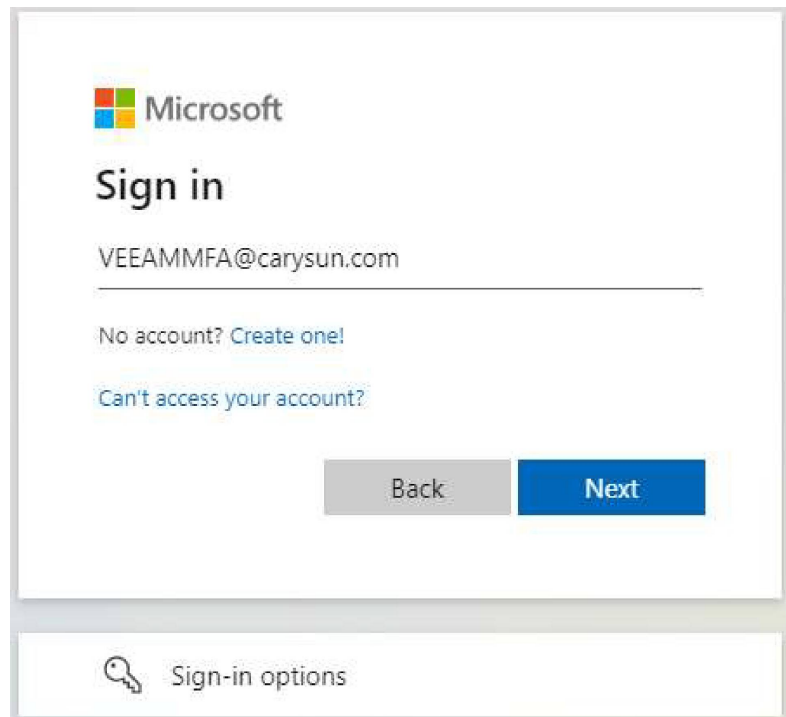 Microsoft
Sign in
VEEAMMFA@carysun.com
No account? Create one!
Can't access your account?
Back Next
Sign-in options